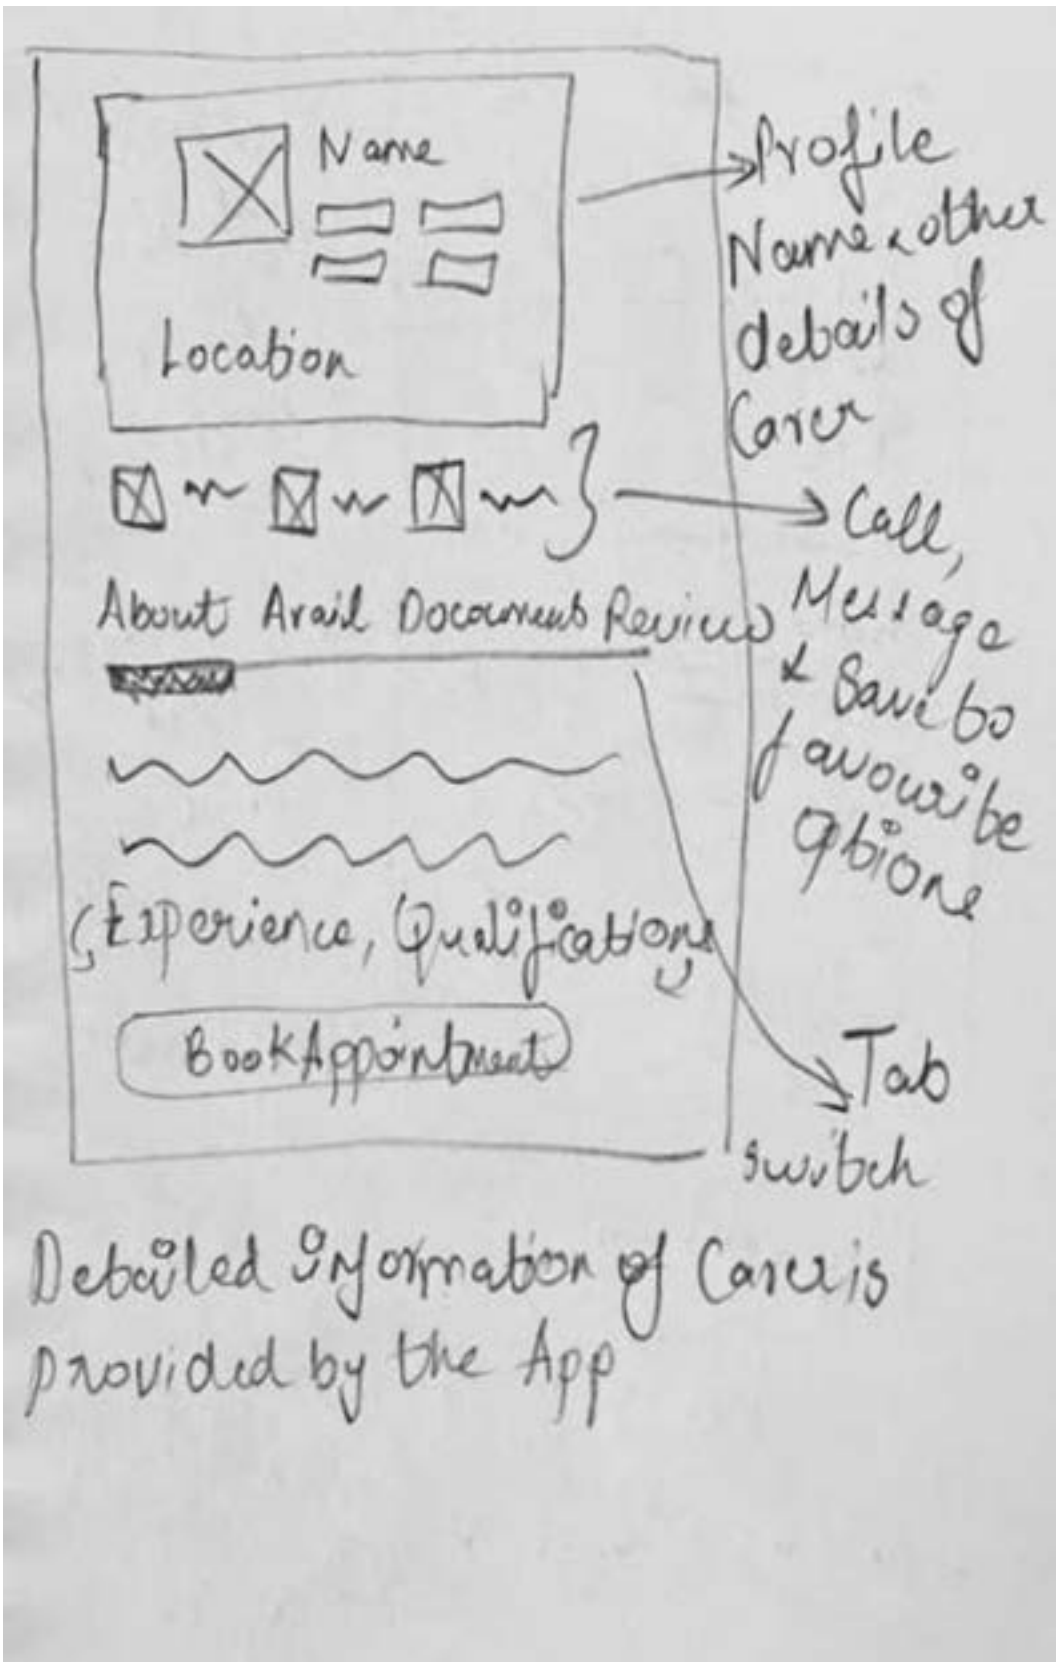 Name
Location
Profile
Name & other
details of
Carer
Call,
Message
& Save to
favourite
options
About Avail Documents Reviews
(Experience, Qualifications)
Book Appointment
Tab
switch
Detailed information of Carer is
provided by the App